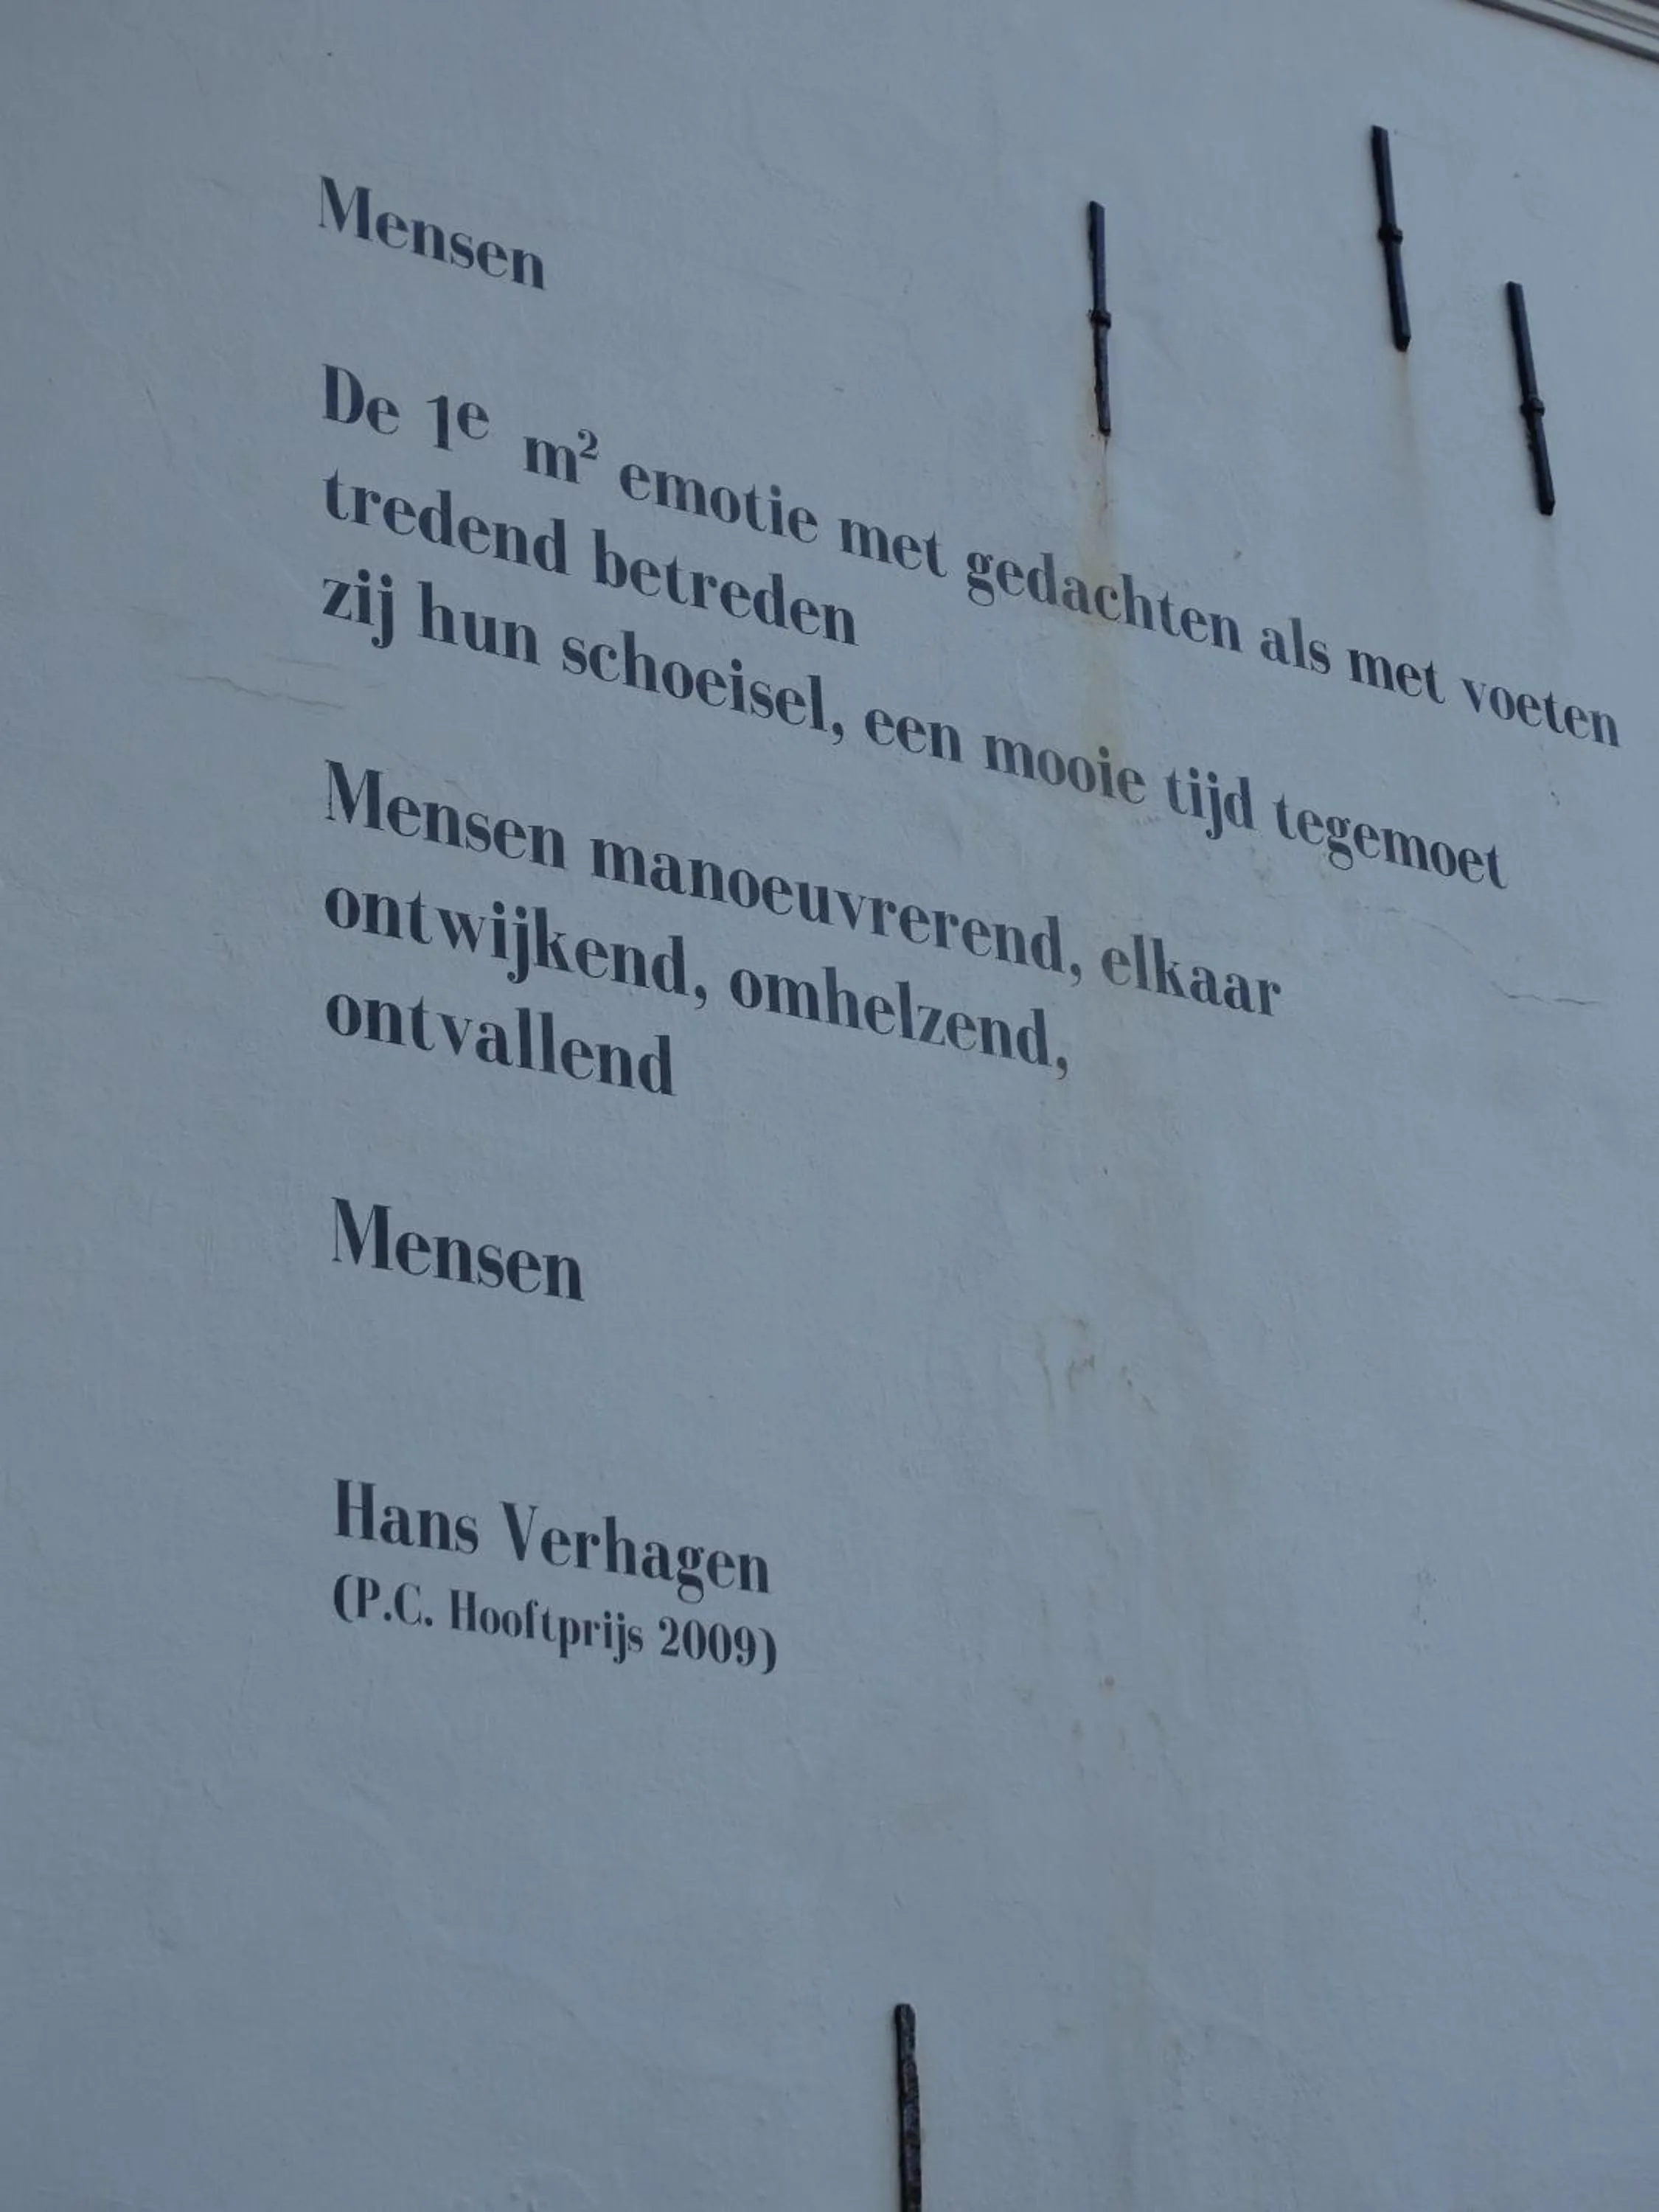 Mensen
De 1e m² emotie met gedachten als met voeten
tredend betreden
zij hun schoeisel, een mooie tijd tegemoet
Mensen manoeuvrerend, elkaar
ontwijkend, omhelzend,
ontvallend
Mensen
Hans Verhagen
(P.C. Hooftprijs 2009)